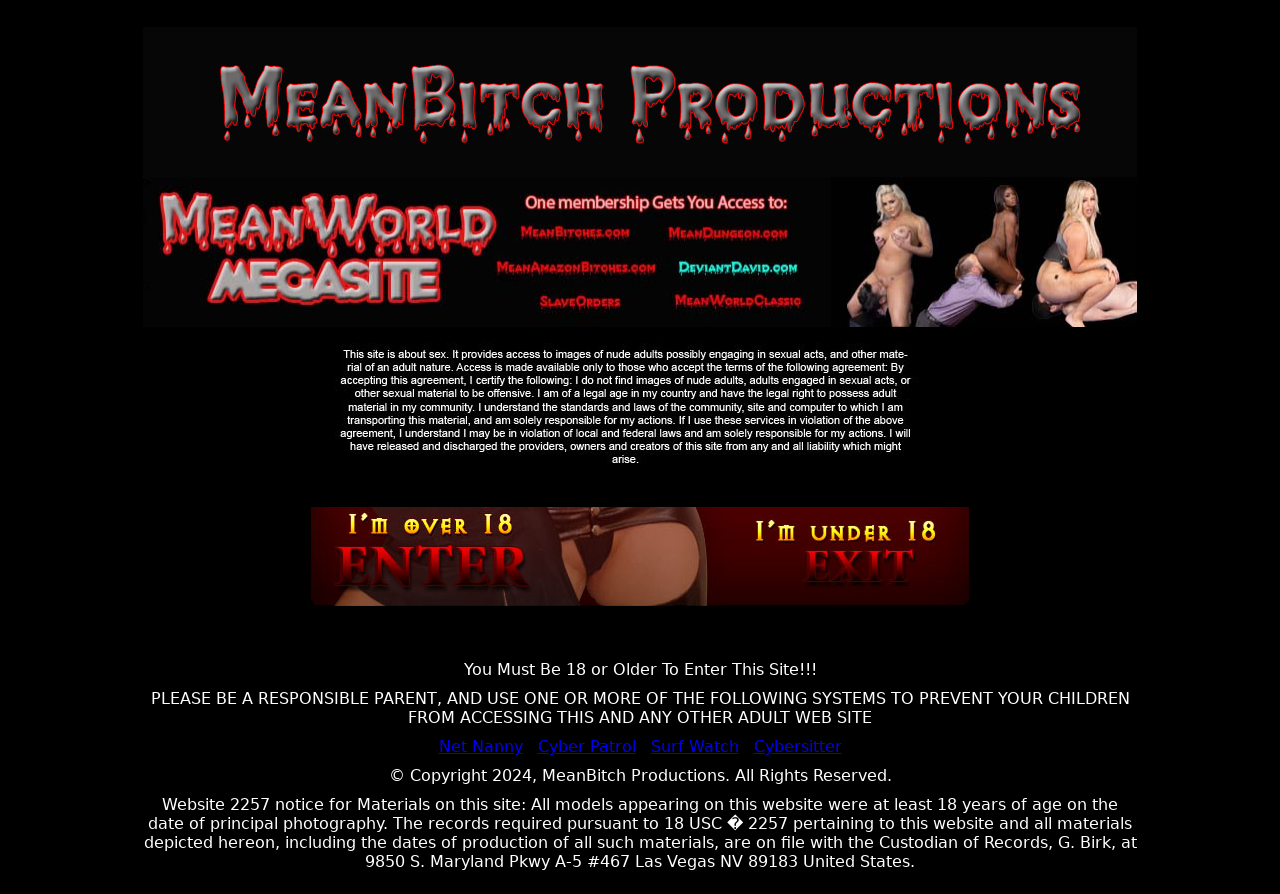 MeanBitch Productions
MeanWorld
MEGASITE
One membership Gets You Access to:
MeanBitches.com
MeanDungeon.com
MeanAmazonBitches.com
DeviantDavid.com
SlaveOrders
MeanWorldClassic
This site is about sex. It provides access to images of nude adults possibly engaging in sexual acts, and other mate-
rial of an adult nature. Access is made available only to those who accept the terms of the following agreement: By
accepting this agreement, I certify the following: I do not find images of nude adults, adults engaged in sexual acts, or
other sexual material to be offensive. I am of a legal age in my country and have the legal right to possess adult
material in my community. I understand the standards and laws of the community, site and computer to which I am
transporting this material, and am solely responsible for my actions. If I use these services in violation of the above
agreement, I understand I may be in violation of local and federal laws and am solely responsible for my actions. I will
have released and discharged the providers, owners and creators of this site from any and all liability which might
arise.
I'm over 18
ENTER
I'm under 18
EXIT
You Must Be 18 or Older To Enter This Site!!!
PLEASE BE A RESPONSIBLE PARENT, AND USE ONE OR MORE OF THE FOLLOWING SYSTEMS TO PREVENT YOUR CHILDREN
FROM ACCESSING THIS AND ANY OTHER ADULT WEB SITE
Net Nanny Cyber Patrol Surf Watch Cybersitter
© Copyright 2024, MeanBitch Productions. All Rights Reserved.
Website 2257 notice for Materials on this site: All models appearing on this website were at least 18 years of age on the
date of principal photography. The records required pursuant to 18 USC � 2257 pertaining to this website and all materials
depicted hereon, including the dates of production of all such materials, are on file with the Custodian of Records, G. Birk, at
9850 S. Maryland Pkwy A-5 #467 Las Vegas NV 89183 United States.